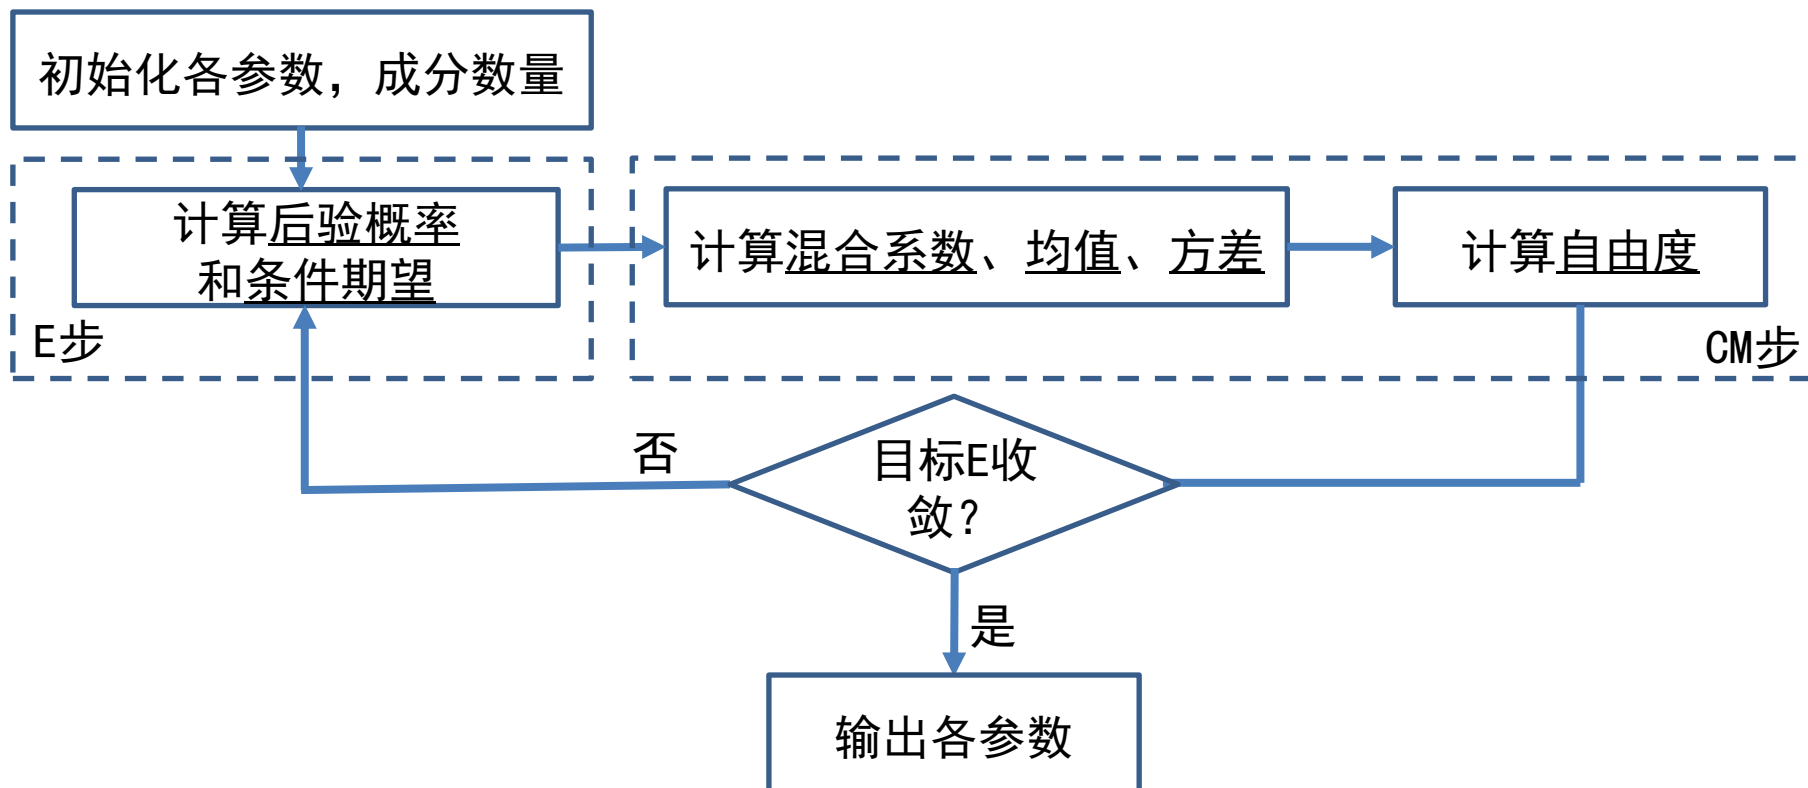 初始化各参数，成分数量
计算后验概率
和条件期望
E步
计算混合系数、均值、方差
计算自由度
CM步
否
目标E收
敛？
是
输出各参数